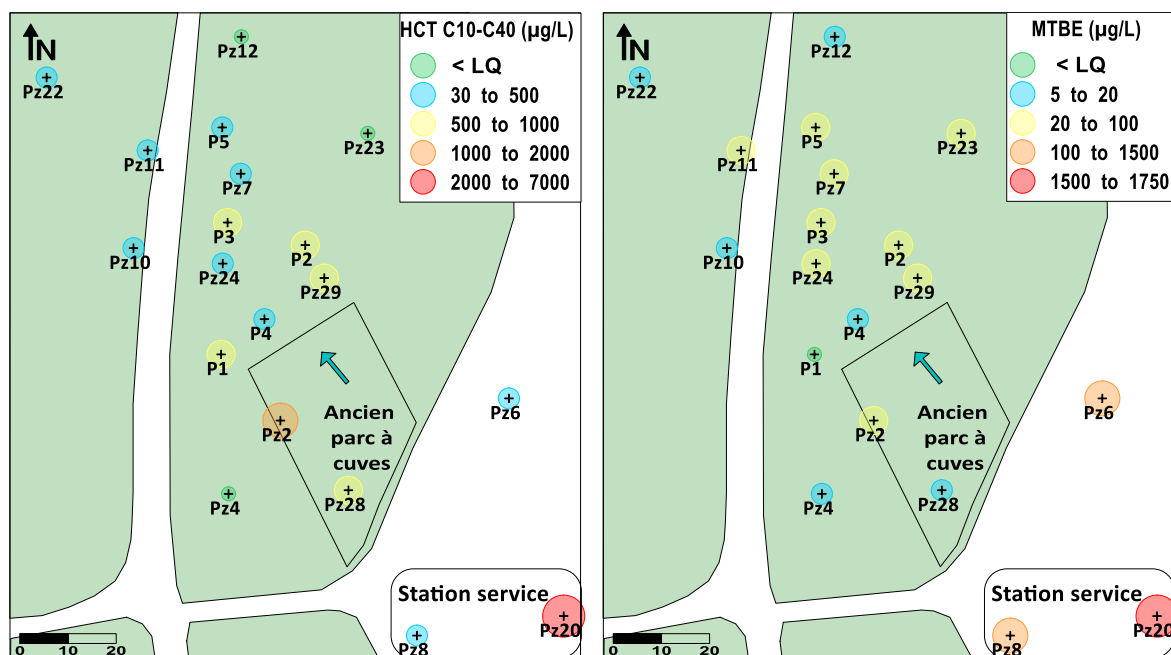 HCT C10-C40 (µg/L)
< LQ
30 to 500
500 to 1000
1000 to 2000
2000 to 7000
N
Pz12
Pz22
P5
Pz23
Pz11
Pz7
P3
P2
Pz10
Pz24
Pz29
P4
P1
Ancien
parc à
cuves
Pz6
Pz2
Pz28
Pz4
Station service
Pz20
Pz8
0 10 20
MTBE (µg/L)
< LQ
5 to 20
20 to 100
100 to 1500
1500 to 1750
N
Pz12
Pz22
P5
Pz23
Pz11
Pz7
P3
P2
Pz10
Pz24
Pz29
P4
P1
Ancien
parc à
cuves
Pz6
Pz2
Pz28
Pz4
Station service
Pz20
Pz8
0 10 20